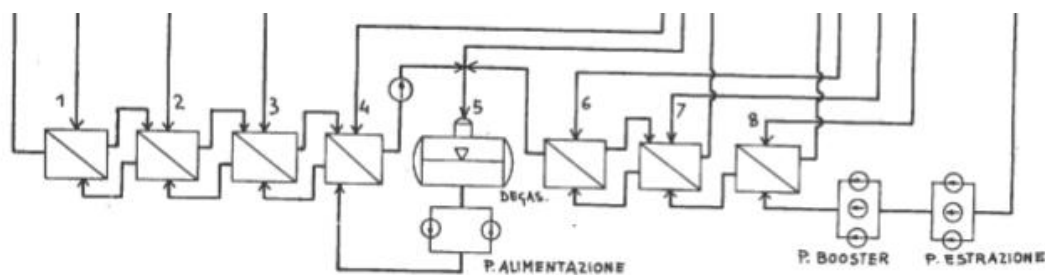 1
2
3
4
5
6
7
8
DEGAS.
P. BOOSTER
P. ESTRAZIONE
P. ALIMENTAZIONE